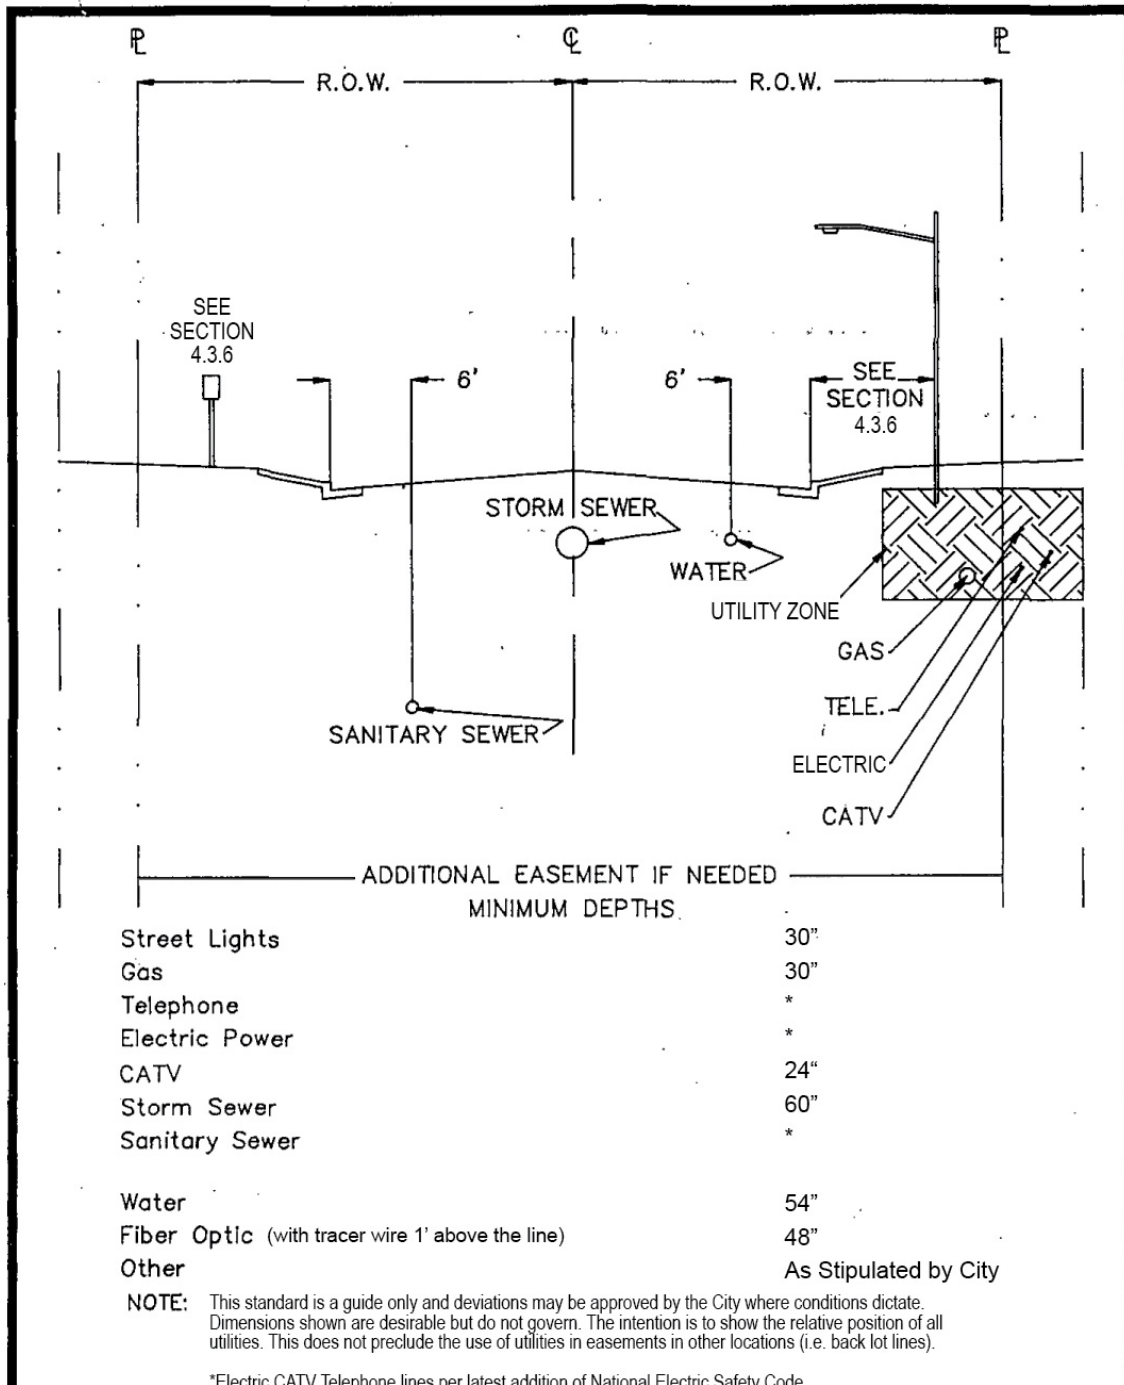 PL CL PL
R.O.W. R.O.W.
SEE
SECTION
4.3.6
6' 6'
SEE
SECTION
4.3.6
STORM SEWER
WATER
UTILITY ZONE
GAS
SANITARY SEWER
TELE.
ELECTRIC
CATV
ADDITIONAL EASEMENT IF NEEDED
MINIMUM DEPTHS
Street Lights 30"
Gas 30"
Telephone *
Electric Power *
CATV 24"
Storm Sewer 60"
Sanitary Sewer *
Water 54"
Fiber Optic (with tracer wire 1' above the line) 48"
Other As Stipulated by City
NOTE: This standard is a guide only and deviations may be approved by the City where conditions dictate.
Dimensions shown are desirable but do not govern. The intention is to show the relative position of all
utilities. This does not preclude the use of utilities in easements in other locations (i.e. back lot lines).
*Electric CATV Telephone lines per latest addition of National Electric Safety Code